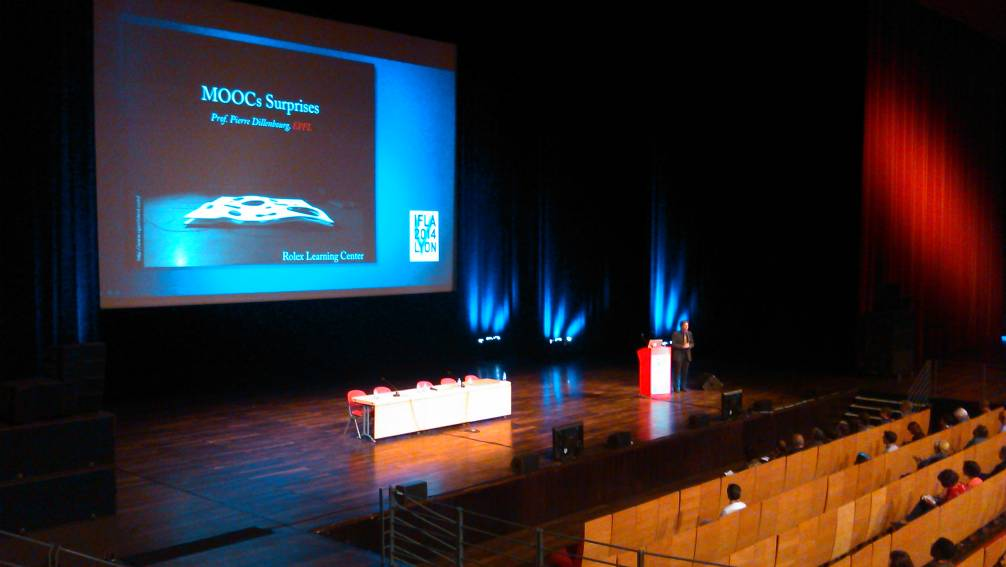 MOOCs Surprises
Prof. Pierre Dillenbourg, EPFL
Rolex Learning Center
IFLA
2014
LYON